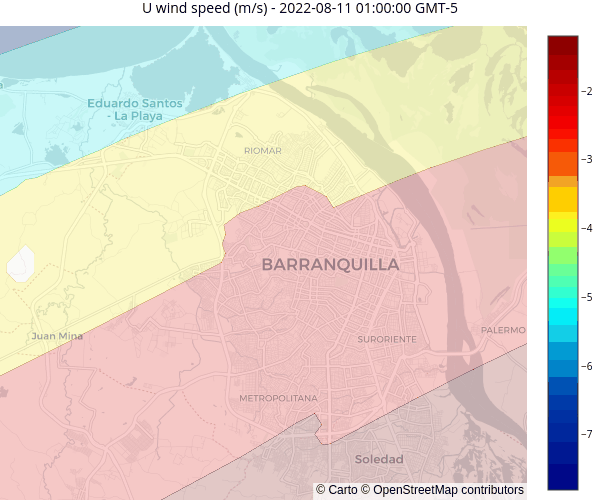 U wind speed (m/s) - 2022-08-11 01:00:00 GMT-5
Eduardo Santos
- La Playa
RIOMAR
BARRANQUILLA
Juan Mina
SURORIENTE
PALERMO
METROPOLITANA
Soledad
© Carto © OpenStreetMap contributors
−2
−3
−4
−5
−6
−7